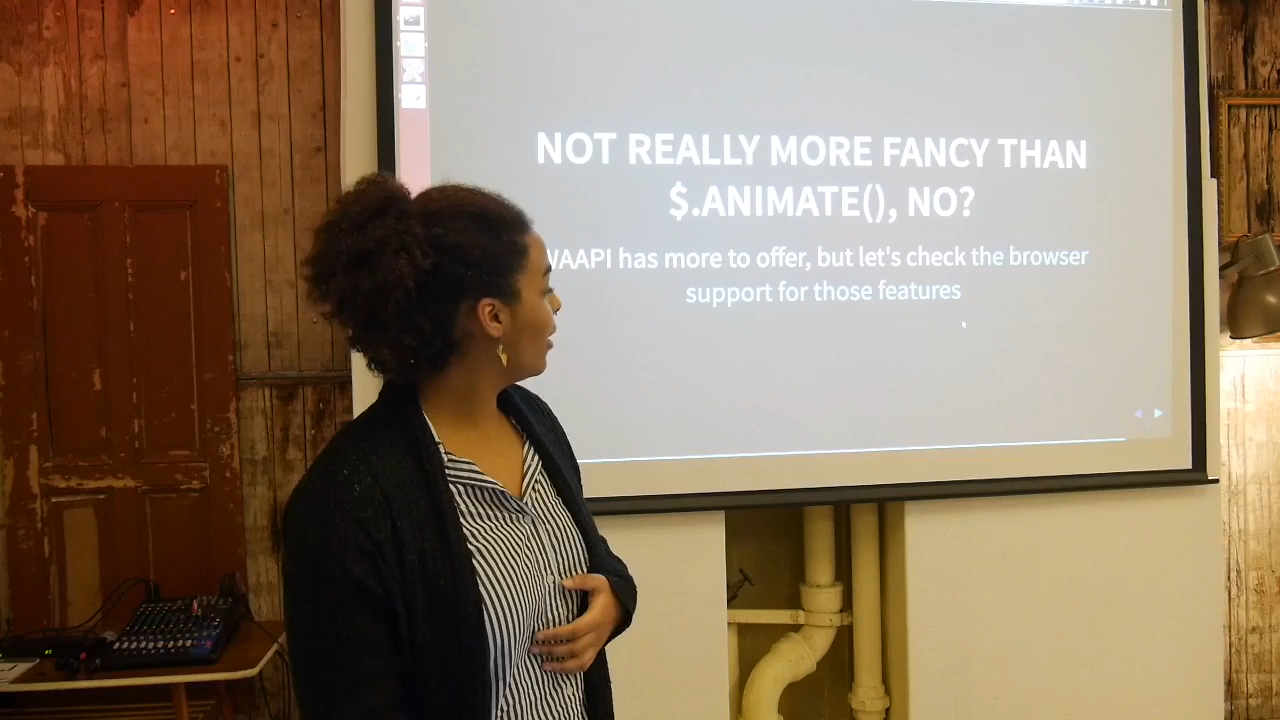 NOT REALLY MORE FANCY THAN
$.ANIMATE(), NO?
WAAPI has more to offer, but let's check the browser
support for those features